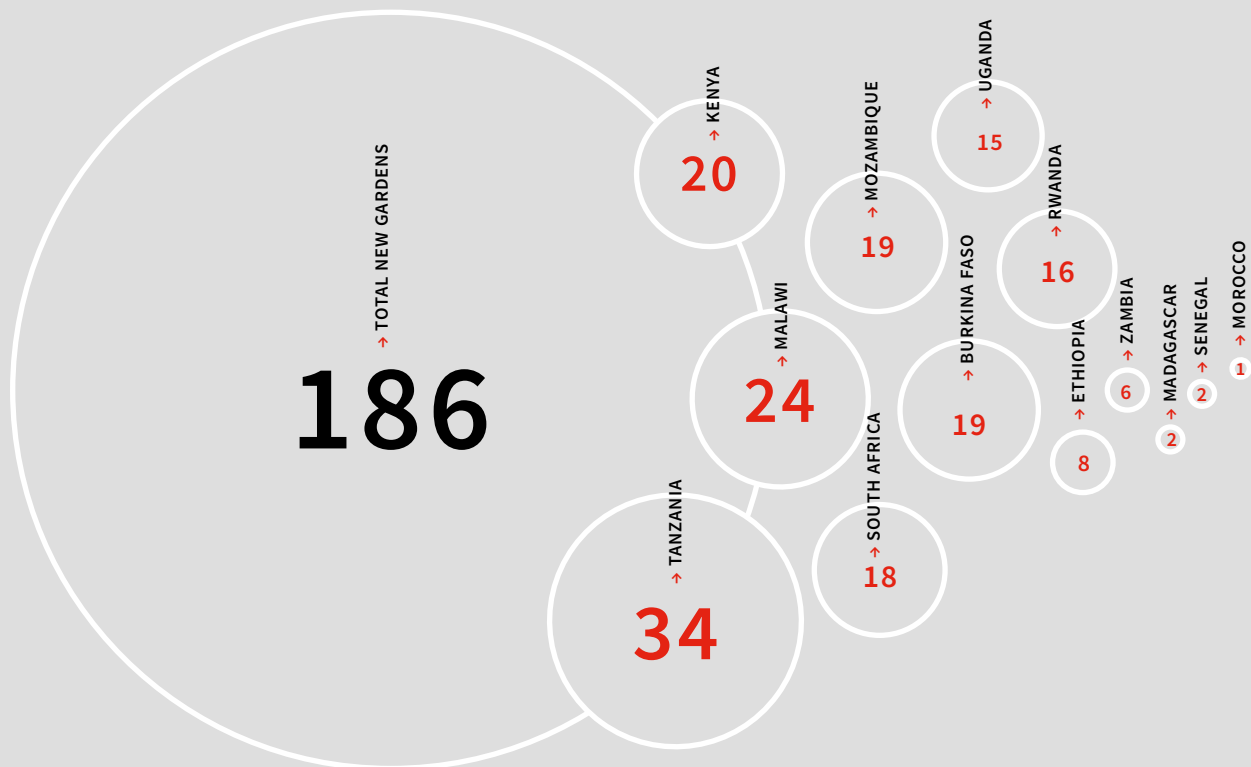 → TOTAL NEW GARDENS
186
→ KENYA
20
→ MALAWI
24
→ TANZANIA
34
→ MOZAMBIQUE
19
→ SOUTH AFRICA
18
→ UGANDA
15
→ BURKINA FASO
19
→ RWANDA
16
→ ETHIOPIA
8
→ ZAMBIA
6
→ MADAGASCAR
2
→ SENEGAL
2
→ MOROCCO
1